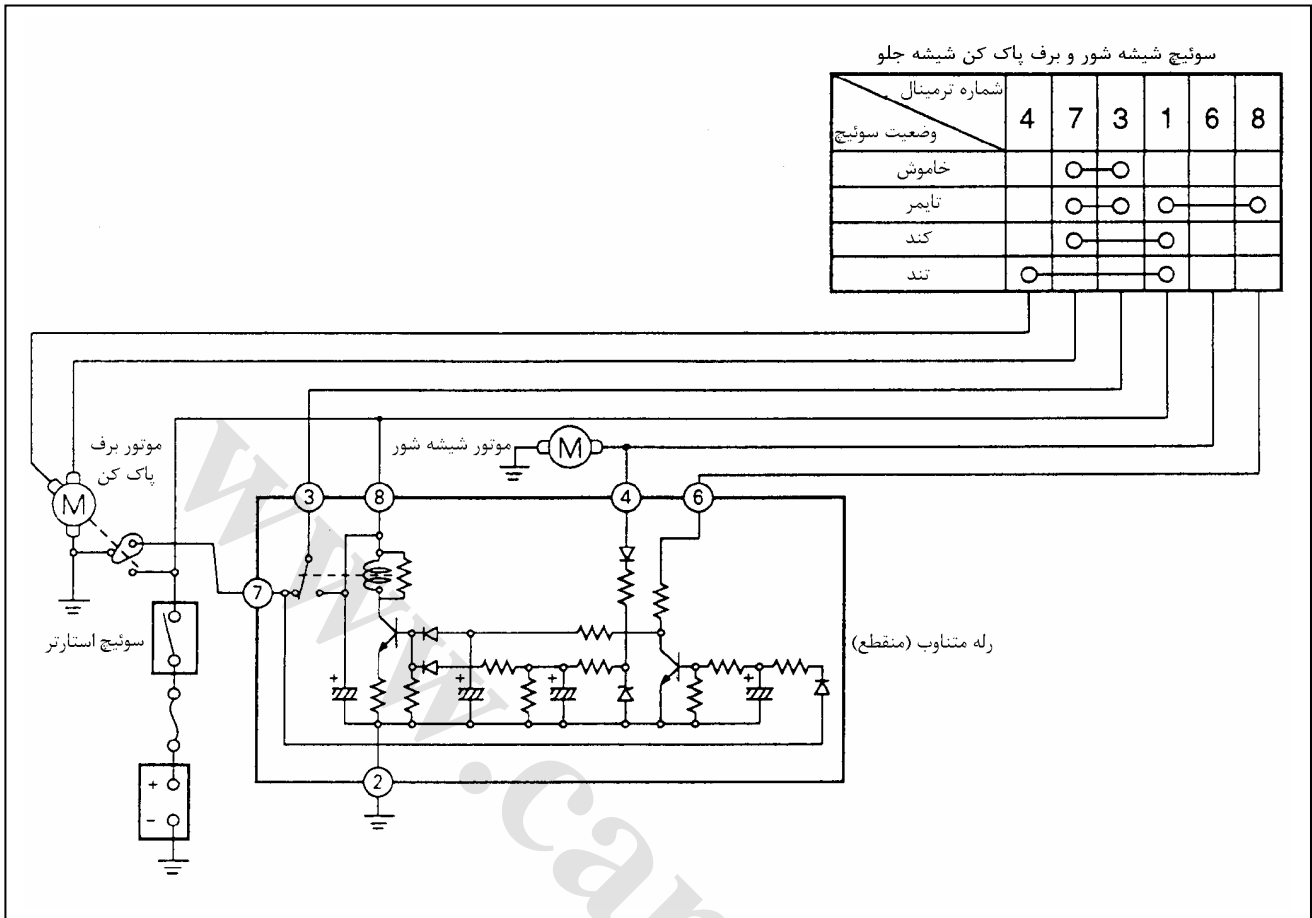 سوئیچ شیشه شور و برف پاک کن شیشه جلو
شماره ترمینال
وضعیت سوئیچ
4 7 3 1 6 8
خاموش
تایمر
کند
تند
موتور برف
پاک کن
M
موتور شیشه شور
M
3 8 4 6
7
سوئیچ استارتر
رله متناوب (منقطع)
+ + + +
2
+
-
www.car